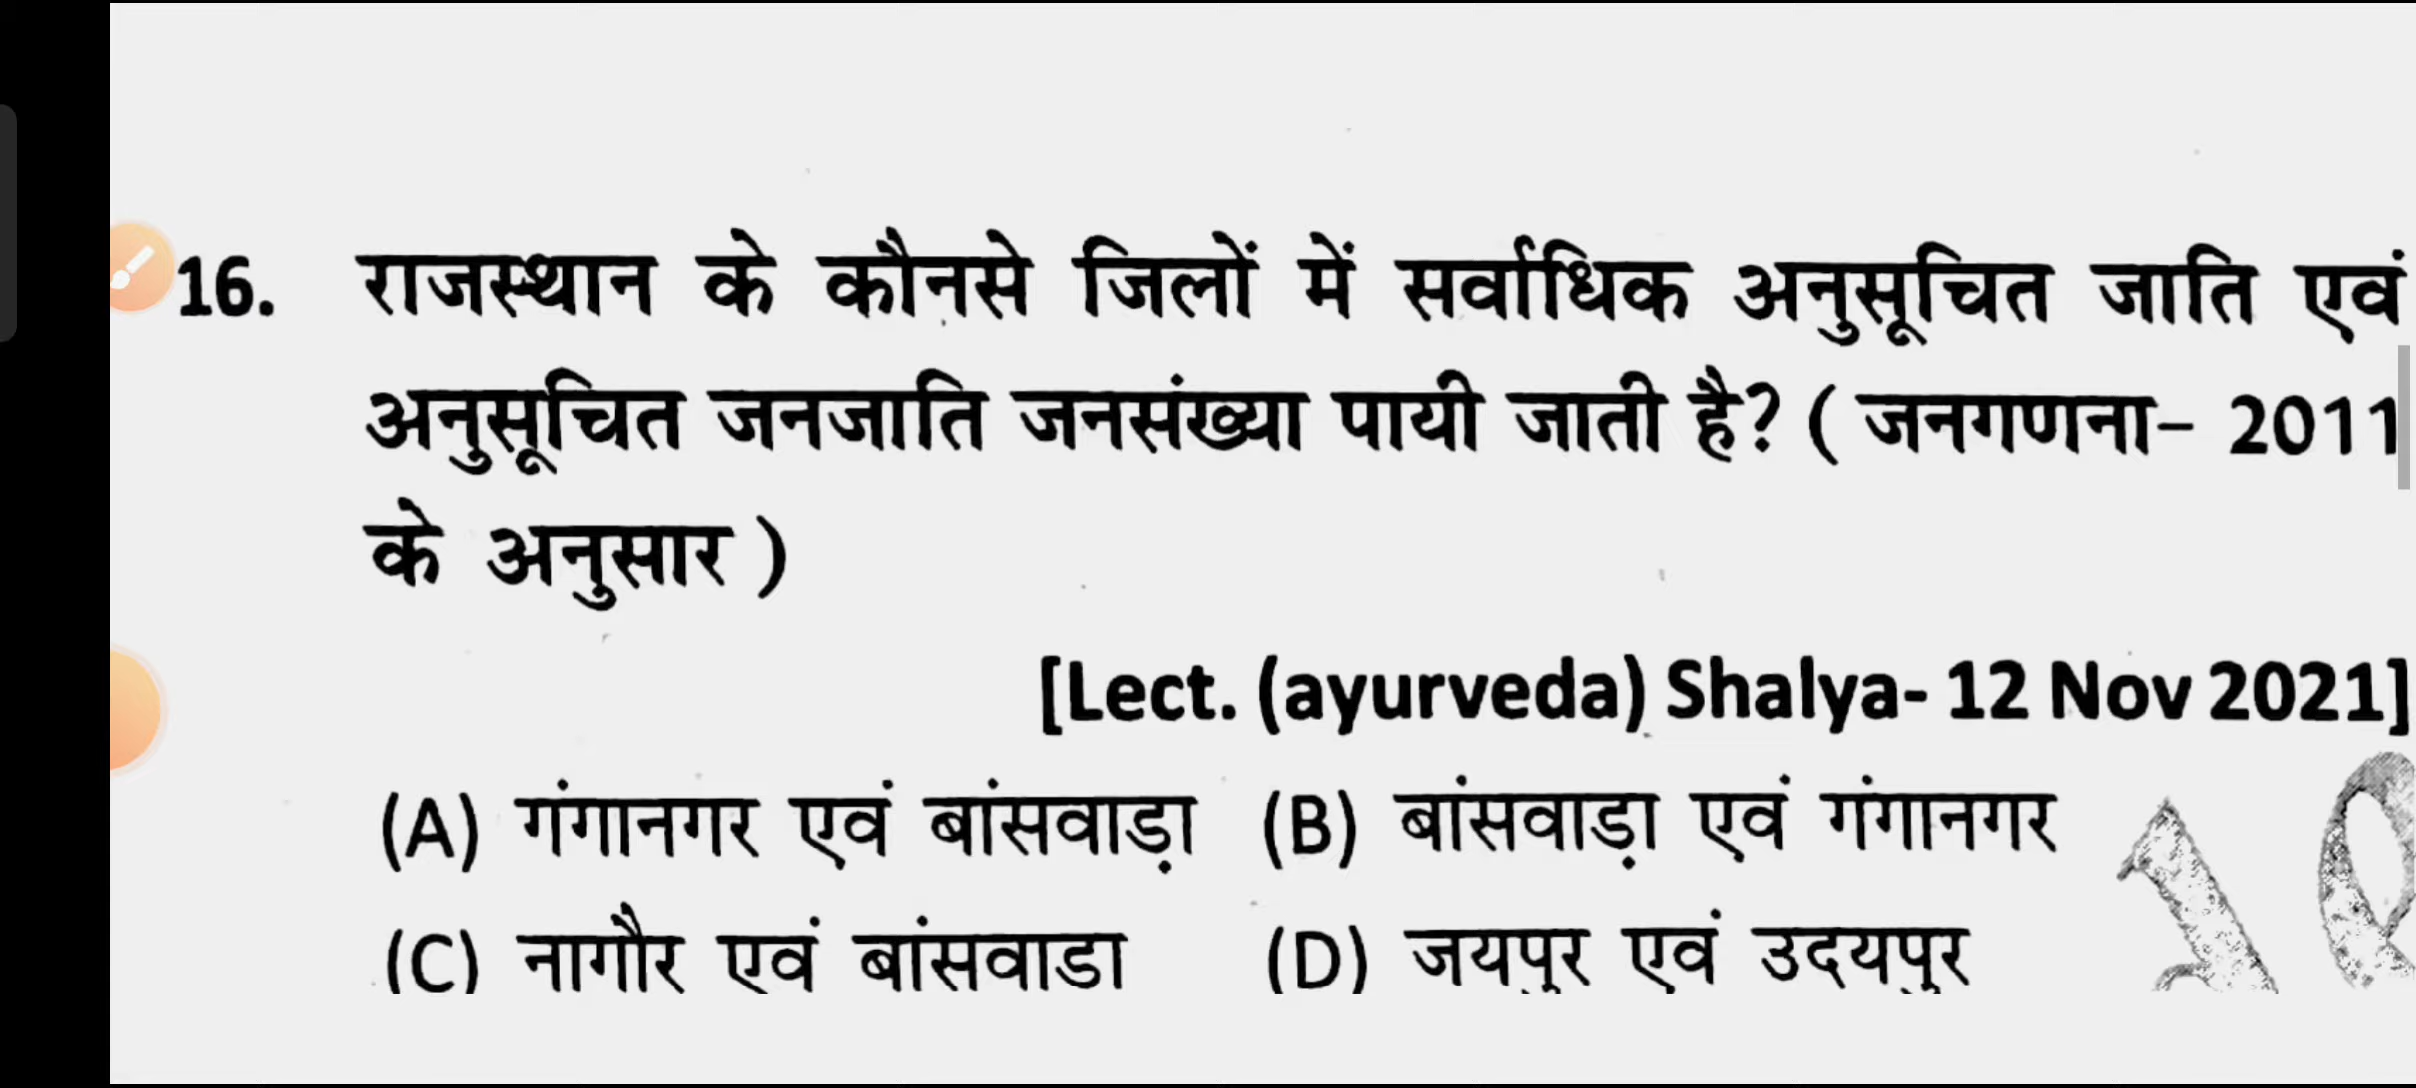 16. राजस्थान के कौनसे जिलों में सर्वाधिक अनुसूचित जाति एवं
अनुसूचित जनजाति जनसंख्या पायी जाती है? ( जनगणना– 2011
के अनुसार )
[Lect. (ayurveda) Shalya- 12 Nov 2021]
(A) गंगानगर एवं बांसवाड़ा (B) बांसवाड़ा एवं गंगानगर
(C) नागौर एवं बांसवाडा (D) जयपुर एवं उदयपुर